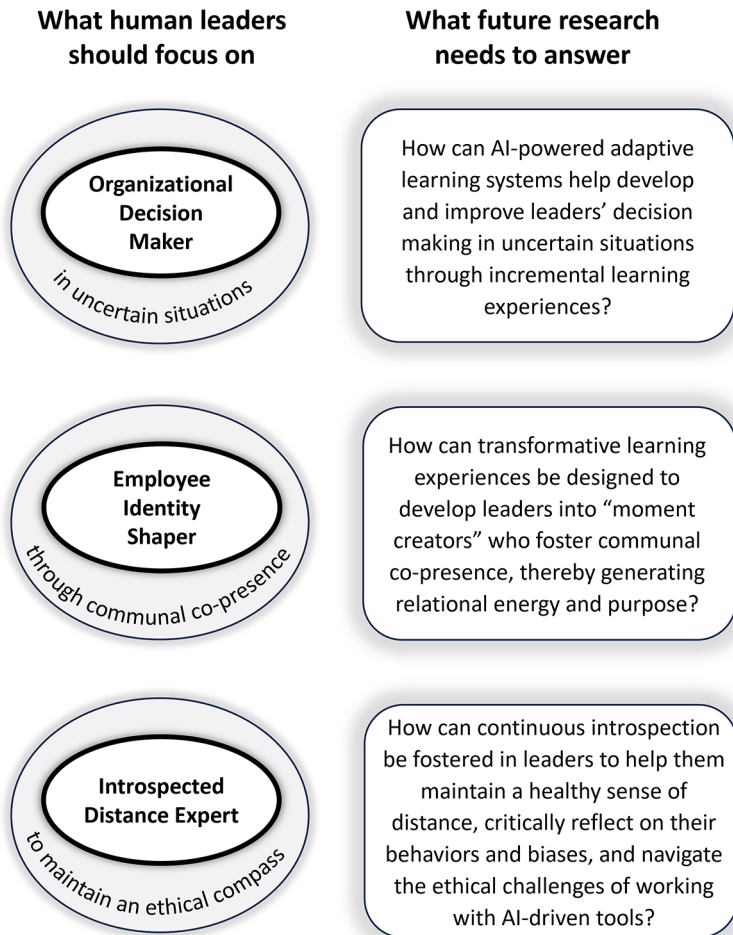 What human leaders
should focus on
What future research
needs to answer
Organizational
Decision
Maker
in uncertain situations
How can AI-powered adaptive
learning systems help develop
and improve leaders’ decision
making in uncertain situations
through incremental learning
experiences?
Employee
Identity
Shaper
through communal co-presence
How can transformative learning
experiences be designed to
develop leaders into “moment
creators” who foster communal
co-presence, thereby generating
relational energy and purpose?
Introspected
Distance Expert
to maintain an ethical compass
How can continuous introspection
be fostered in leaders to help them
maintain a healthy sense of
distance, critically reflect on their
behaviors and biases, and navigate
the ethical challenges of working
with AI-driven tools?